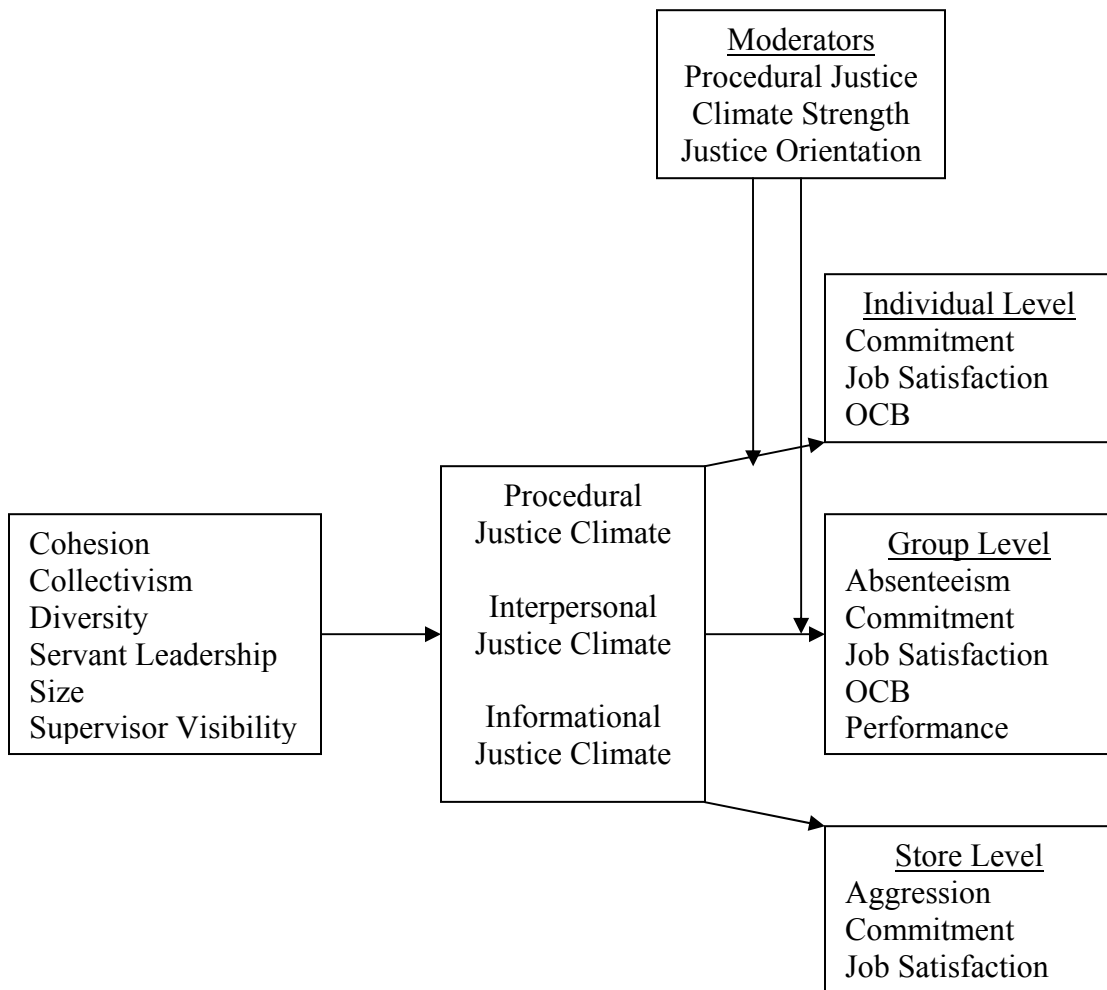 Moderators
Procedural Justice
Climate Strength
Justice Orientation
Individual Level
Commitment
Job Satisfaction
OCB
Procedural
Justice Climate
Interpersonal
Justice Climate
Informational
Justice Climate
Cohesion
Collectivism
Diversity
Servant Leadership
Size
Supervisor Visibility
Group Level
Absenteeism
Commitment
Job Satisfaction
OCB
Performance
Store Level
Aggression
Commitment
Job Satisfaction